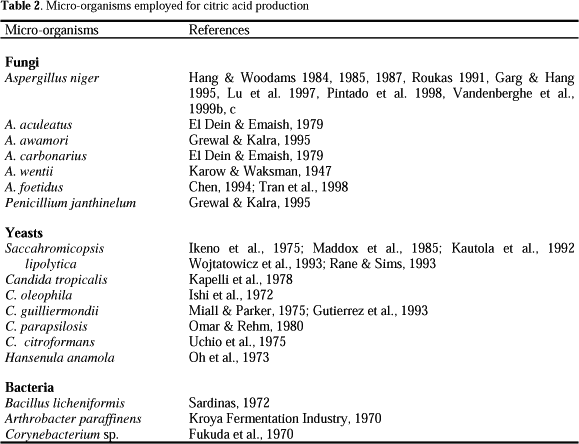 Table 2. Micro-organisms employed for citric acid production
Micro-organisms References
Fungi
Aspergillus niger Hang & Woodams 1984, 1985, 1987, Roukas 1991, Garg & Hang
1995, Lu et al. 1997, Pintado et al. 1998, Vandenberghe et al.,
1999b, c
A. aculeatus El Dein & Emaish, 1979
A. awamori Grewal & Kalra, 1995
A. carbonarius El Dein & Emaish, 1979
A. wentii Karow & Waksman, 1947
A. foetidus Chen, 1994; Tran et al., 1998
Penicillium janthinelum Grewal & Kalra, 1995
Yeasts
Saccahromicopsis Ikeno et al., 1975; Maddox et al., 1985; Kautola et al., 1992
lipolytica Wojtatowicz et al., 1993; Rane & Sims, 1993
Candida tropicalis Kapelli et al., 1978
C. oleophila Ishi et al., 1972
C. guilliermondii Miall & Parker, 1975; Gutierrez et al., 1993
C. parapsilosis Omar & Rehm, 1980
C. citroformans Uchio et al., 1975
Hansenula anamola Oh et al., 1973
Bacteria
Bacillus licheniformis Sardinas, 1972
Arthrobacter paraffinens Kroya Fermentation Industry, 1970
Corynebacterium sp. Fukuda et al., 1970